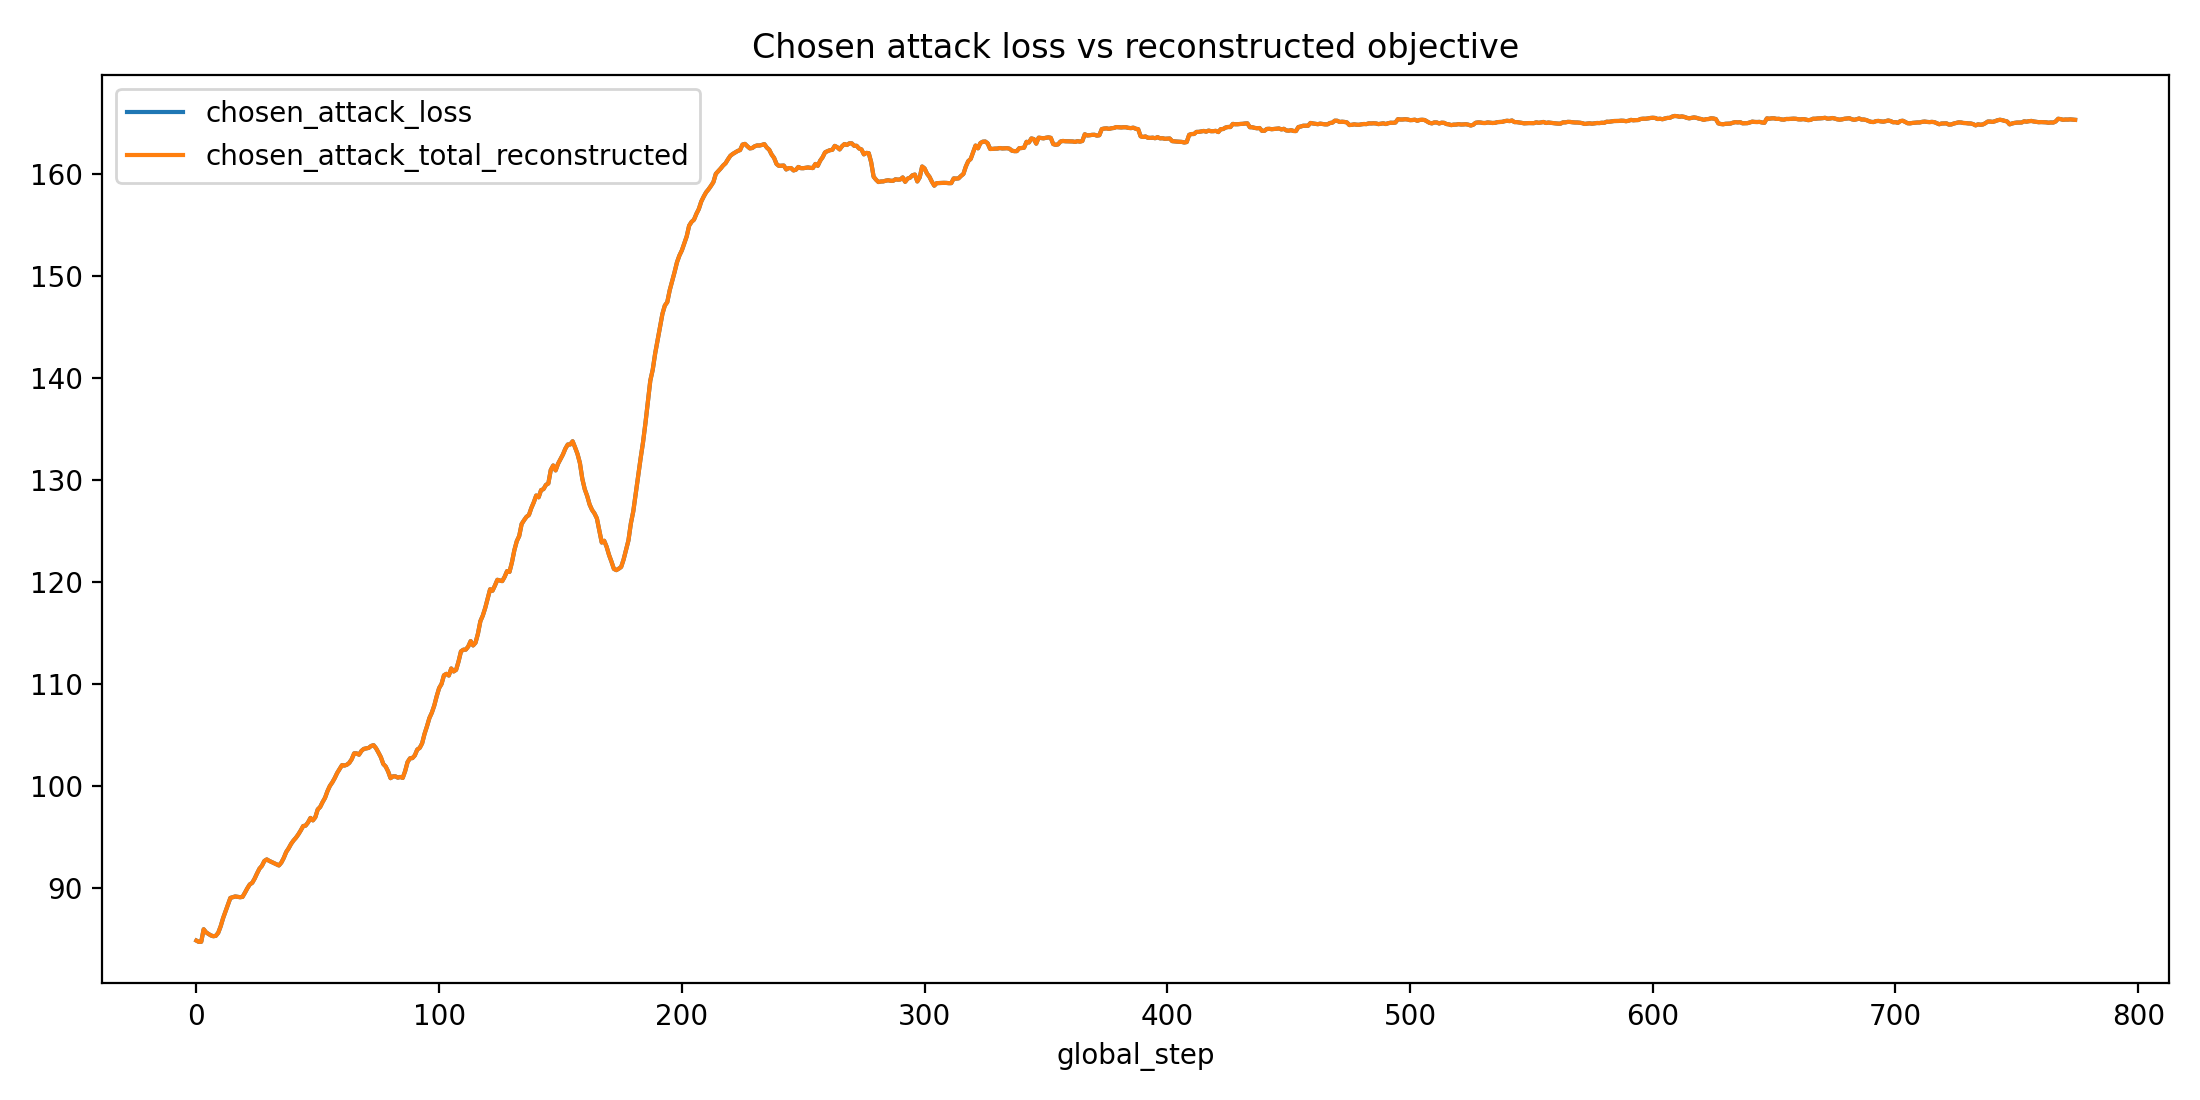 Chosen attack loss vs reconstructed objective
chosen_attack_loss
chosen_attack_total_reconstructed
160
150
140
130
120
110
100
90
0 100 200 300 400 500 600 700 800
global_step